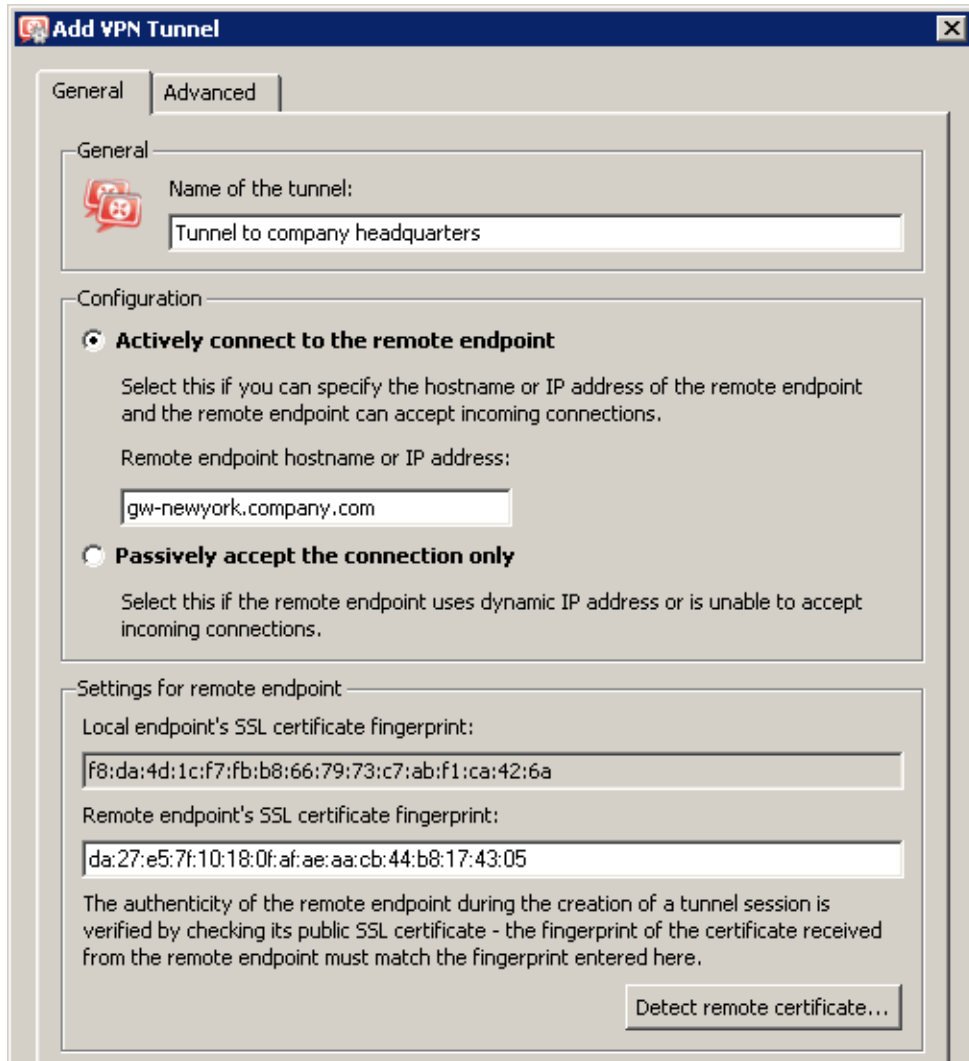 Add VPN Tunnel
General
Advanced
General
Name of the tunnel:
Tunnel to company headquarters
Configuration
Actively connect to the remote endpoint
Select this if you can specify the hostname or IP address of the remote endpoint
and the remote endpoint can accept incoming connections.
Remote endpoint hostname or IP address:
gw-newyork.company.com
Passively accept the connection only
Select this if the remote endpoint uses dynamic IP address or is unable to accept
incoming connections.
Settings for remote endpoint
Local endpoint's SSL certificate fingerprint:
f8:da:4d:1c:f7:fb:b8:66:79:73:c7:ab:f1:ca:42:6a
Remote endpoint's SSL certificate fingerprint:
da:27:e5:7f:10:18:0f:af:ae:aa:cb:44:b8:17:43:05
The authenticity of the remote endpoint during the creation of a tunnel session is
verified by checking its public SSL certificate - the fingerprint of the certificate received
from the remote endpoint must match the fingerprint entered here.
Detect remote certificate...